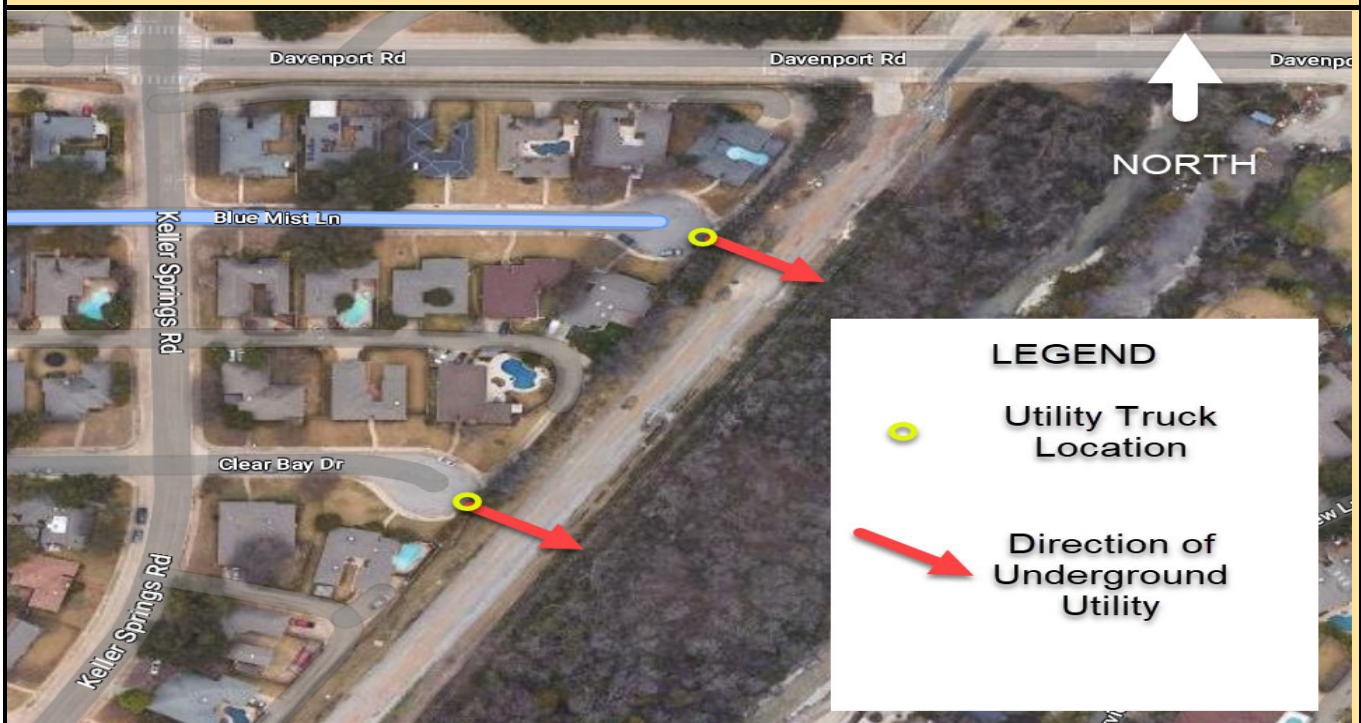 Davenport Rd
Davenport Rd
Davenpo
NORTH
Blue Mist Ln
Keller Springs Rd
LEGEND
Utility Truck
Location
Clear Bay Dr
Direction of
Underground
Utility
Keller Springs Rd